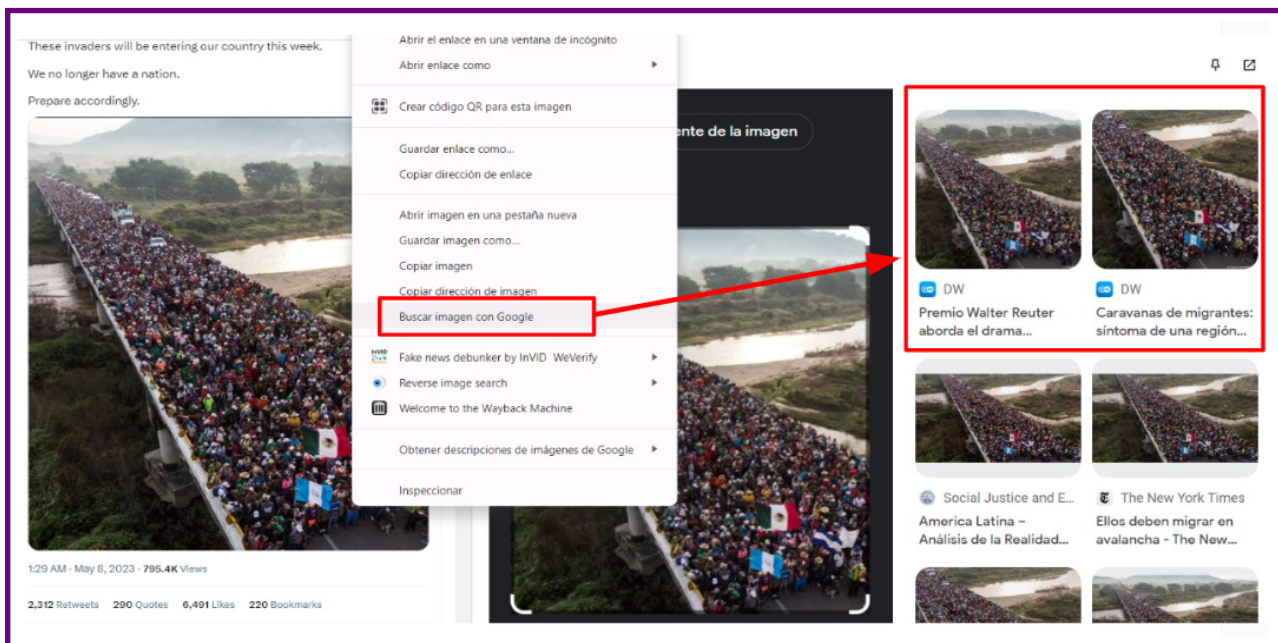 These invaders will be entering our country this week.
We no longer have a nation.
Prepare accordingly.
1:29 AM · May 8, 2023 · 795.4K Views
2,312 Retweets 290 Quotes 6,491 Likes 220 Bookmarks
Abrir el enlace en una ventana de incógnito
Abrir enlace como
Crear código QR para esta imagen
Guardar enlace como...
Copiar dirección de enlace
Abrir imagen en una pestaña nueva
Guardar imagen como...
Copiar imagen
Copiar dirección de imagen
Buscar imagen con Google
Fake news debunker by InVID WeVerify
Reverse image search
Welcome to the Wayback Machine
Obtener descripciones de imágenes de Google
Inspeccionar
de la imagen
DW
Premio Walter Reuter
aborda el drama...
DW
Caravanas de migrantes:
síntoma de una región...
Social Justice and E...
America Latina –
Análisis de la Realidad...
The New York Times
Ellos deben migrar en
avalancha - The New...